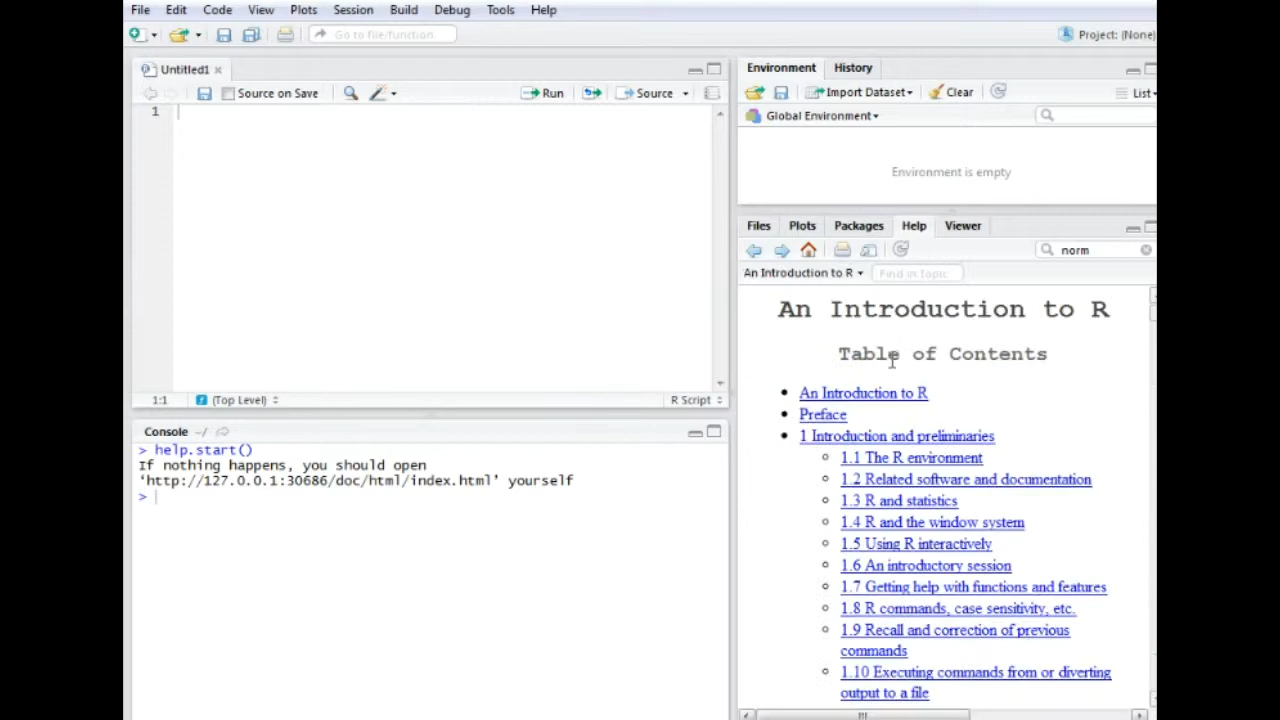 File Edit Code View Plots Session Build Debug Tools Help
Go to file/function
Project: (None)
Untitled1
Source on Save
Run
Source
1
1:1
(Top Level)
R Script
Console ~/
> help.start()
If nothing happens, you should open
‘http://127.0.0.1:30686/doc/html/index.html’ yourself
>
Environment History
Import Dataset
Clear
List
Global Environment
Environment is empty
Files Plots Packages Help Viewer
norm
An Introduction to R
Find in Topic
An Introduction to R
Table of Contents
An Introduction to R
Preface
1 Introduction and preliminaries
1.1 The R environment
1.2 Related software and documentation
1.3 R and statistics
1.4 R and the window system
1.5 Using R interactively
1.6 An introductory session
1.7 Getting help with functions and features
1.8 R commands, case sensitivity, etc.
1.9 Recall and correction of previous
commands
1.10 Executing commands from or diverting
output to a file